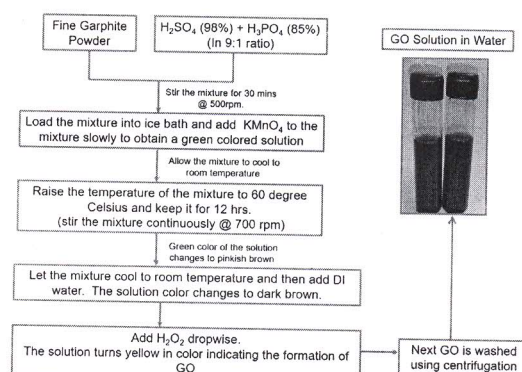 Fine Garphite
Powder
H₂SO₄ (98%) + H₃PO₄ (85%)
(In 9:1 ratio)
GO Solution in Water
Stir the mixture for 30 mins
@ 500rpm.
Load the mixture into ice bath and add KMnO₄ to the
mixture slowly to obtain a green colored solution
Allow the mixture to cool to
room temperature
Raise the temperature of the mixture to 60 degree
Celsius and keep it for 12 hrs.
(stir the mixture continuously @ 700 rpm)
Green color of the solution
changes to pinkish brown
Let the mixture cool to room temperature and then add DI
water. The solution color changes to dark brown.
Add H₂O₂ dropwise.
The solution turns yellow in color indicating the formation of
GO
Next GO is washed
using centrifugation